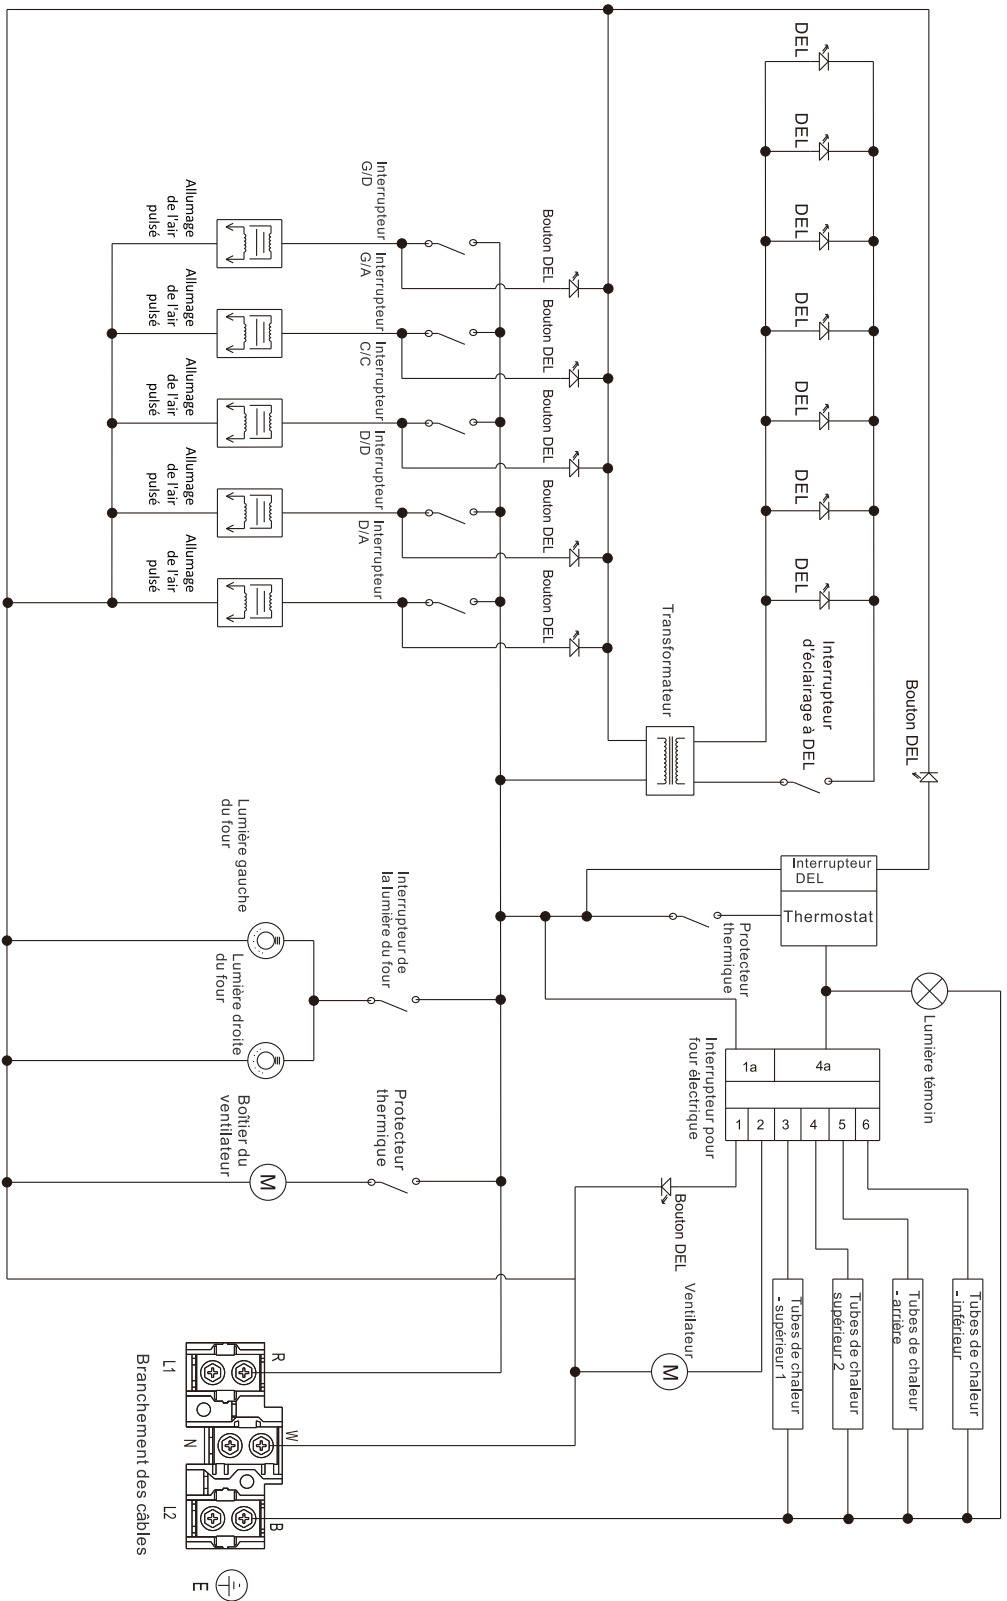 DEL
DEL
DEL
DEL
DEL
DEL
DEL
Interrupteur
d'éclairage à DEL
Bouton DEL
Transformateur
Bouton DEL
Bouton DEL
Bouton DEL
Bouton DEL
Bouton DEL
Interrupteur
G/D
Interrupteur
G/A
Interrupteur
C/C
Interrupteur
D/D
Interrupteur
D/A
Allumage
de l'air
pulsé
Allumage
de l'air
pulsé
Allumage
de l'air
pulsé
Allumage
de l'air
pulsé
Allumage
de l'air
pulsé
Interrupteur
DEL
Thermostat
Protecteur
thermique
Lumière témoin
Interrupteur pour
four électrique
1a
4a
1
2
3
4
5
6
Interrupteur de
la lumière du four
Lumière gauche
du four
Lumière droite
du four
Protecteur
thermique
Boîtier du
ventilateur
M
Bouton DEL
Ventilateur
M
Tubes de chaleur
- supérieur 1
Tubes de chaleur
supérieur 2
Tubes de chaleur
- arrière
Tubes de chaleur
- inférieur
R
L1
W
N
B
L2
Branchement des câbles
E